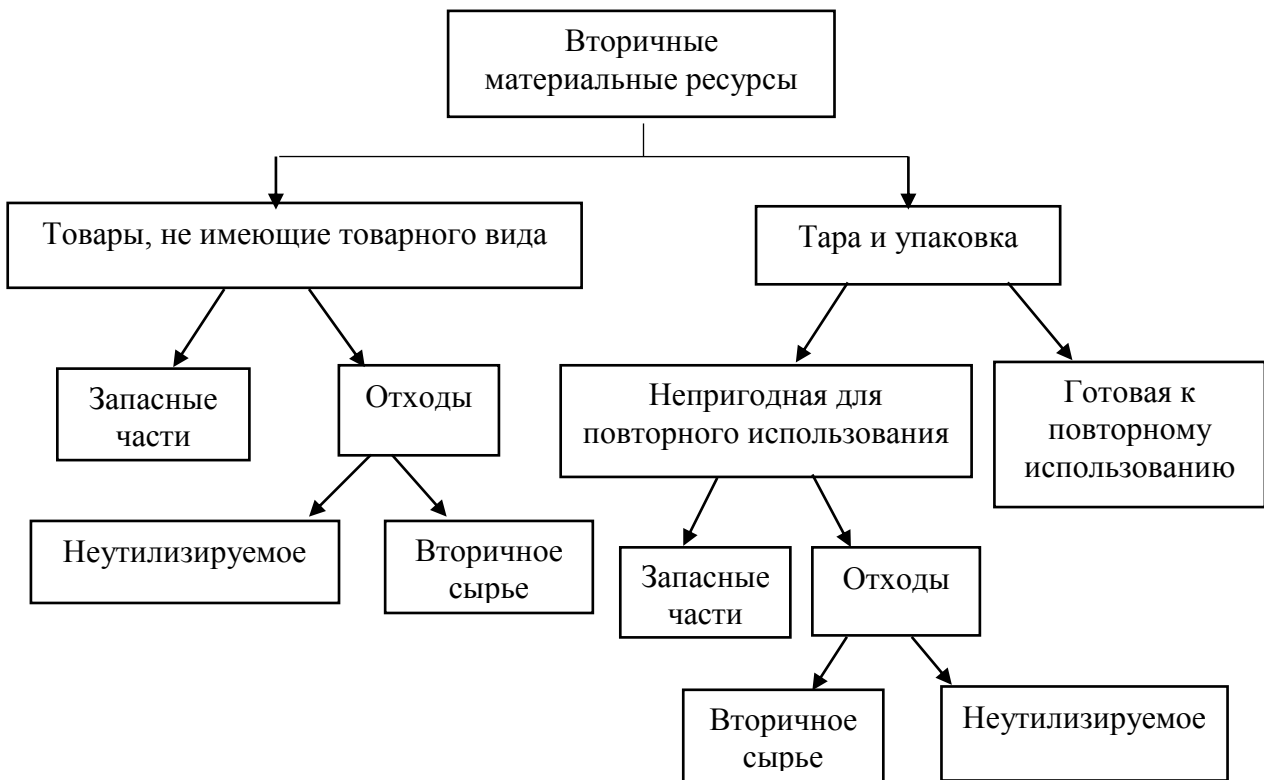 Вторичные
материальные ресурсы
Товары, не имеющие товарного вида
Тара и упаковка
Запасные
части
Отходы
Непригодная для
повторного использования
Готовая к
повторному
использованию
Неутилизируемое
Вторичное
сырье
Запасные
части
Отходы
Вторичное
сырье
Неутилизируемое